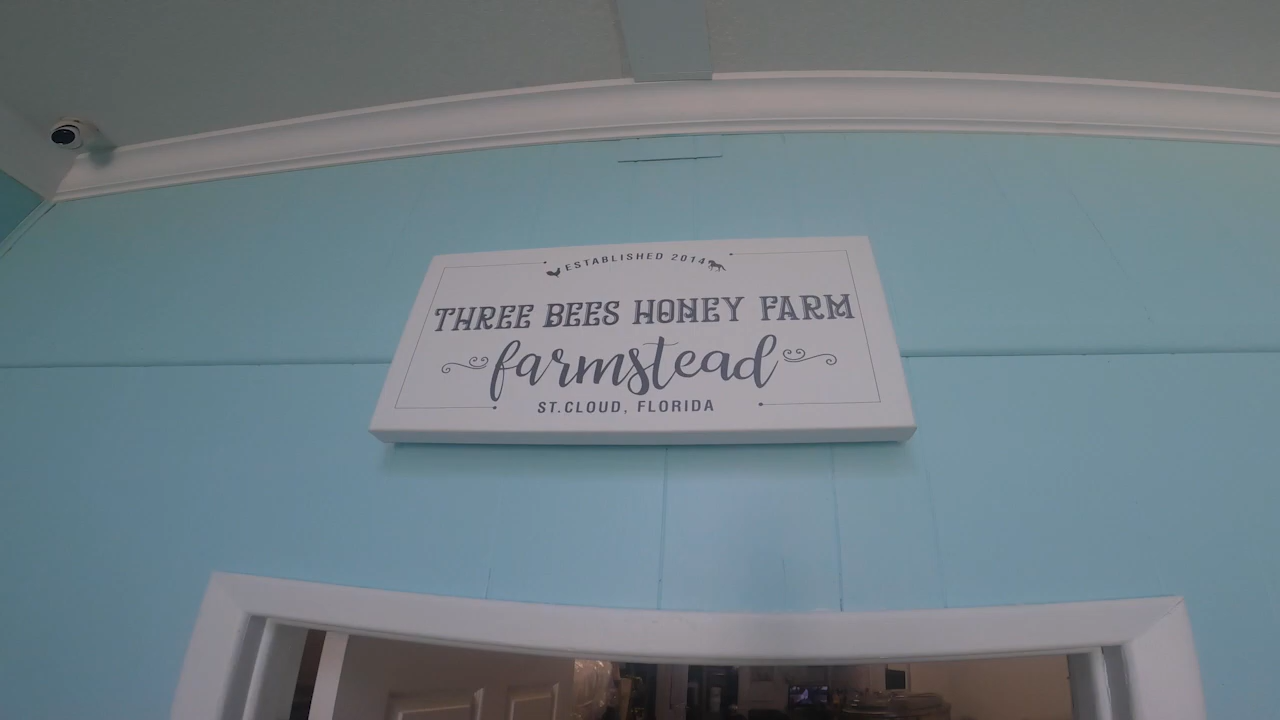 ESTABLISHED 2014
THREE BEES HONEY FARM
farmstead
ST.CLOUD, FLORIDA